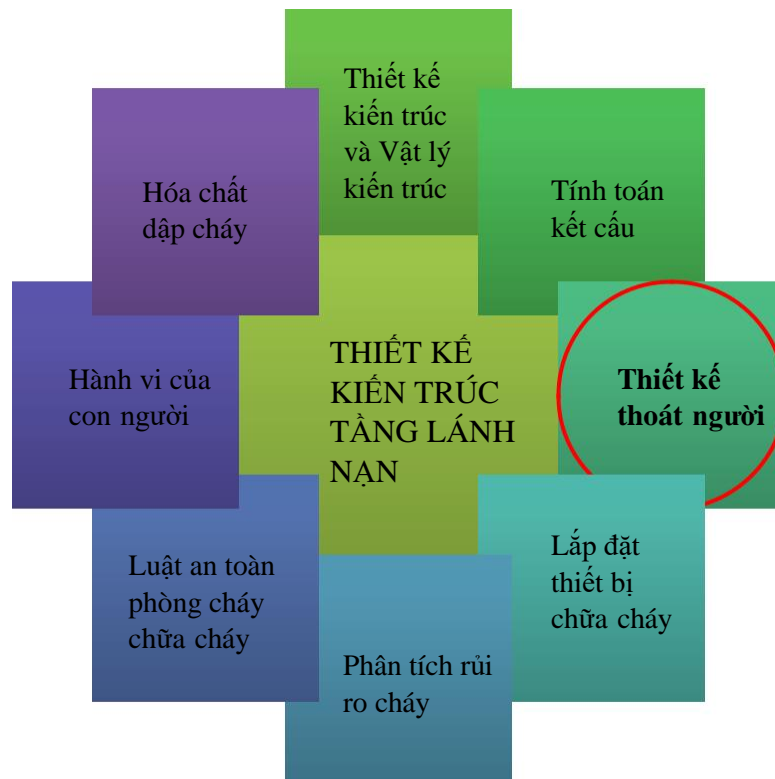 Thiết kế
kiến trúc
và Vật lý
kiến trúc
Tính toán
kết cấu
Thiết kế
thoát người
Lắp đặt
thiết bị
chữa cháy
Phân tích rủi
ro cháy
Luật an toàn
phòng cháy
chữa cháy
Hành vi của
con người
Hóa chất
dập cháy
THIẾT KẾ
KIẾN TRÚC
TẦNG LÁNH
NẠN